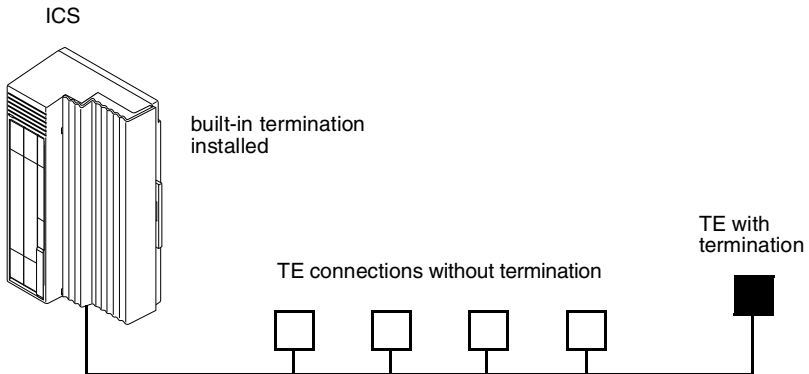 ICS
built-in termination
installed
TE with
termination
TE connections without termination